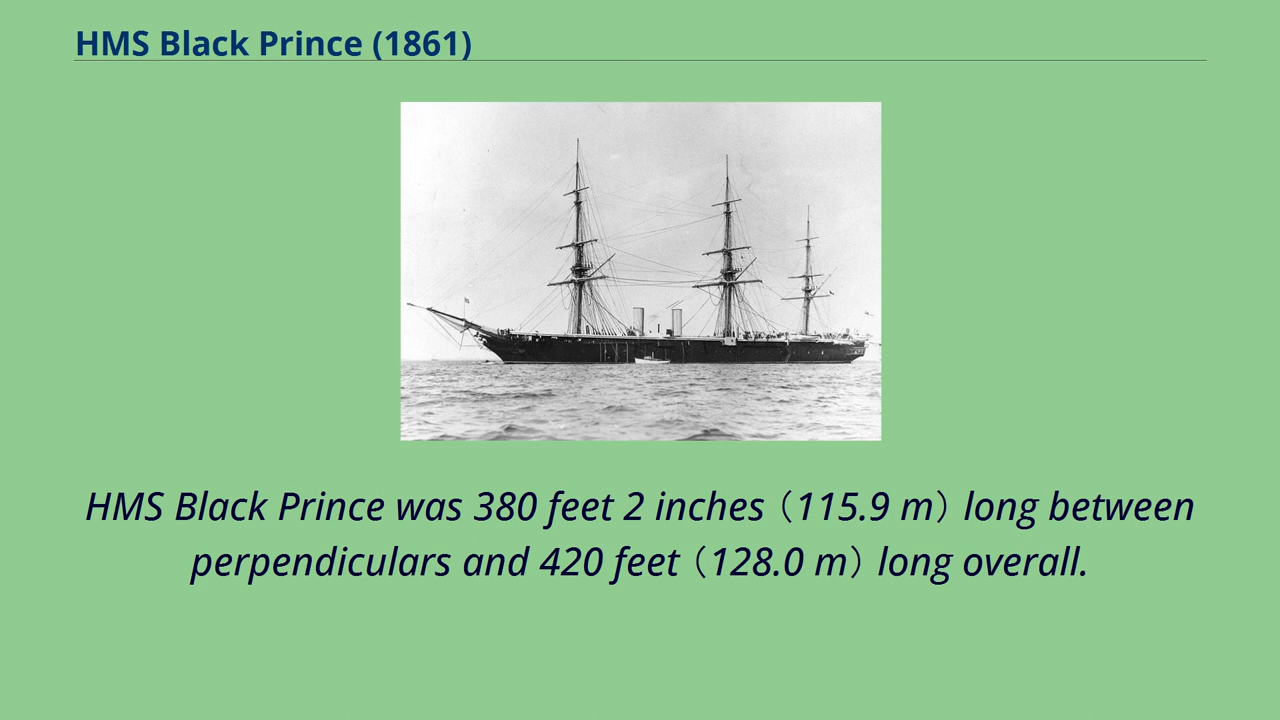 HMS Black Prince (1861)
HMS Black Prince was 380 feet 2 inches（115.9 m）long between
perpendiculars and 420 feet（128.0 m）long overall.